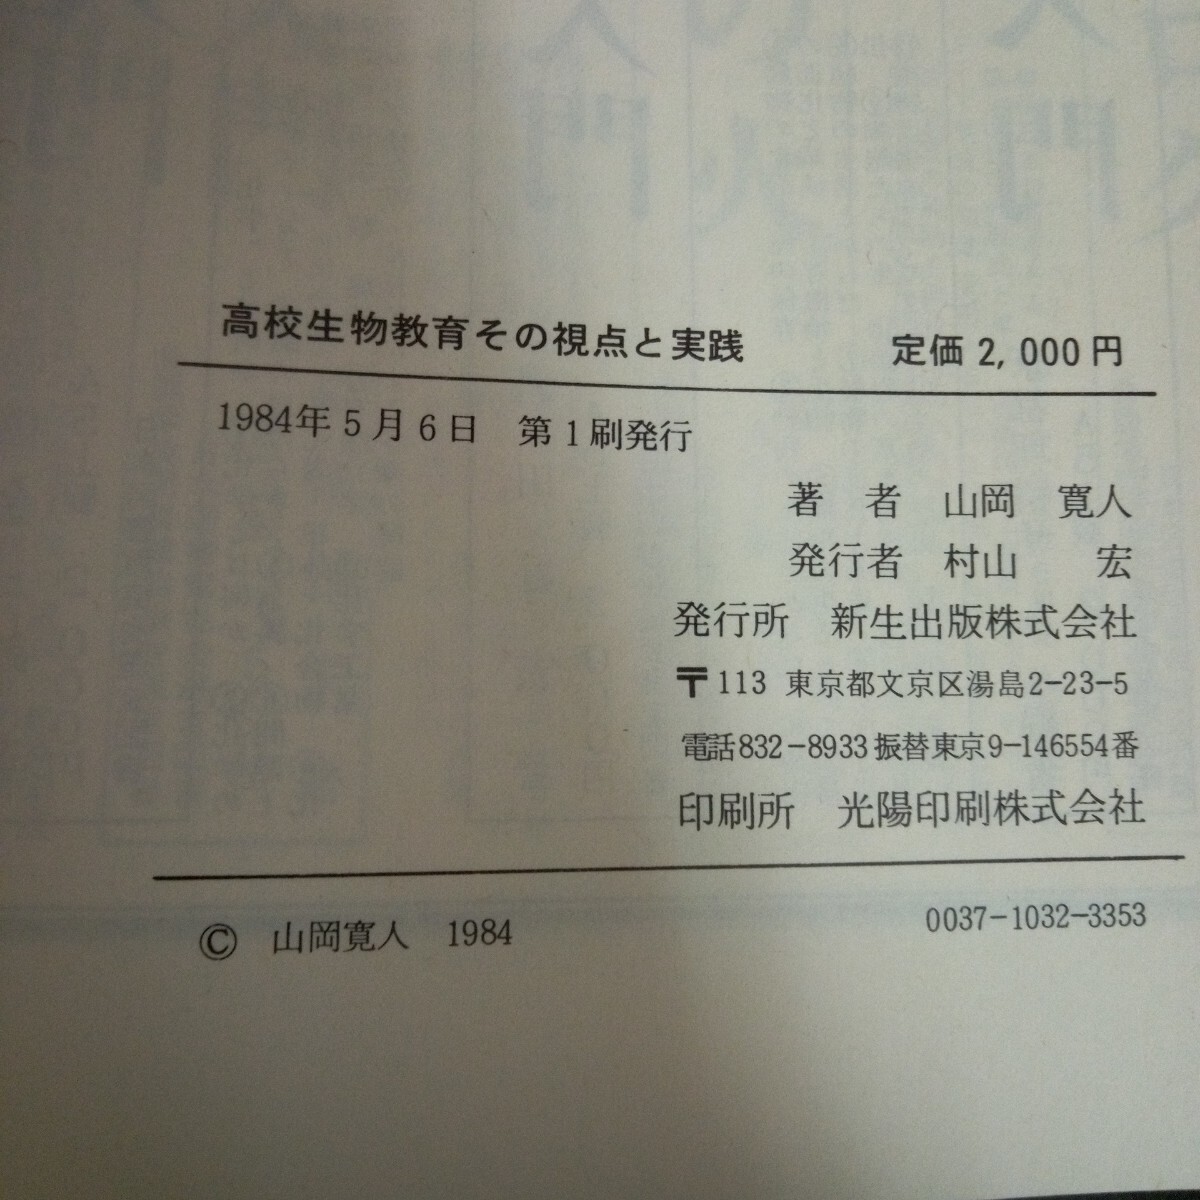 高校生物教育その視点と実践　定価 2,000円
1984年5月6日　第1刷発行
著　者　山岡　寛人
発行者　村山　　宏
発行所　新生出版株式会社
〒113 東京都文京区湯島2-23-5
電話832-8933 振替東京9-146554番
印刷所　光陽印刷株式会社
© 山岡寛人　1984　0037-1032-3353